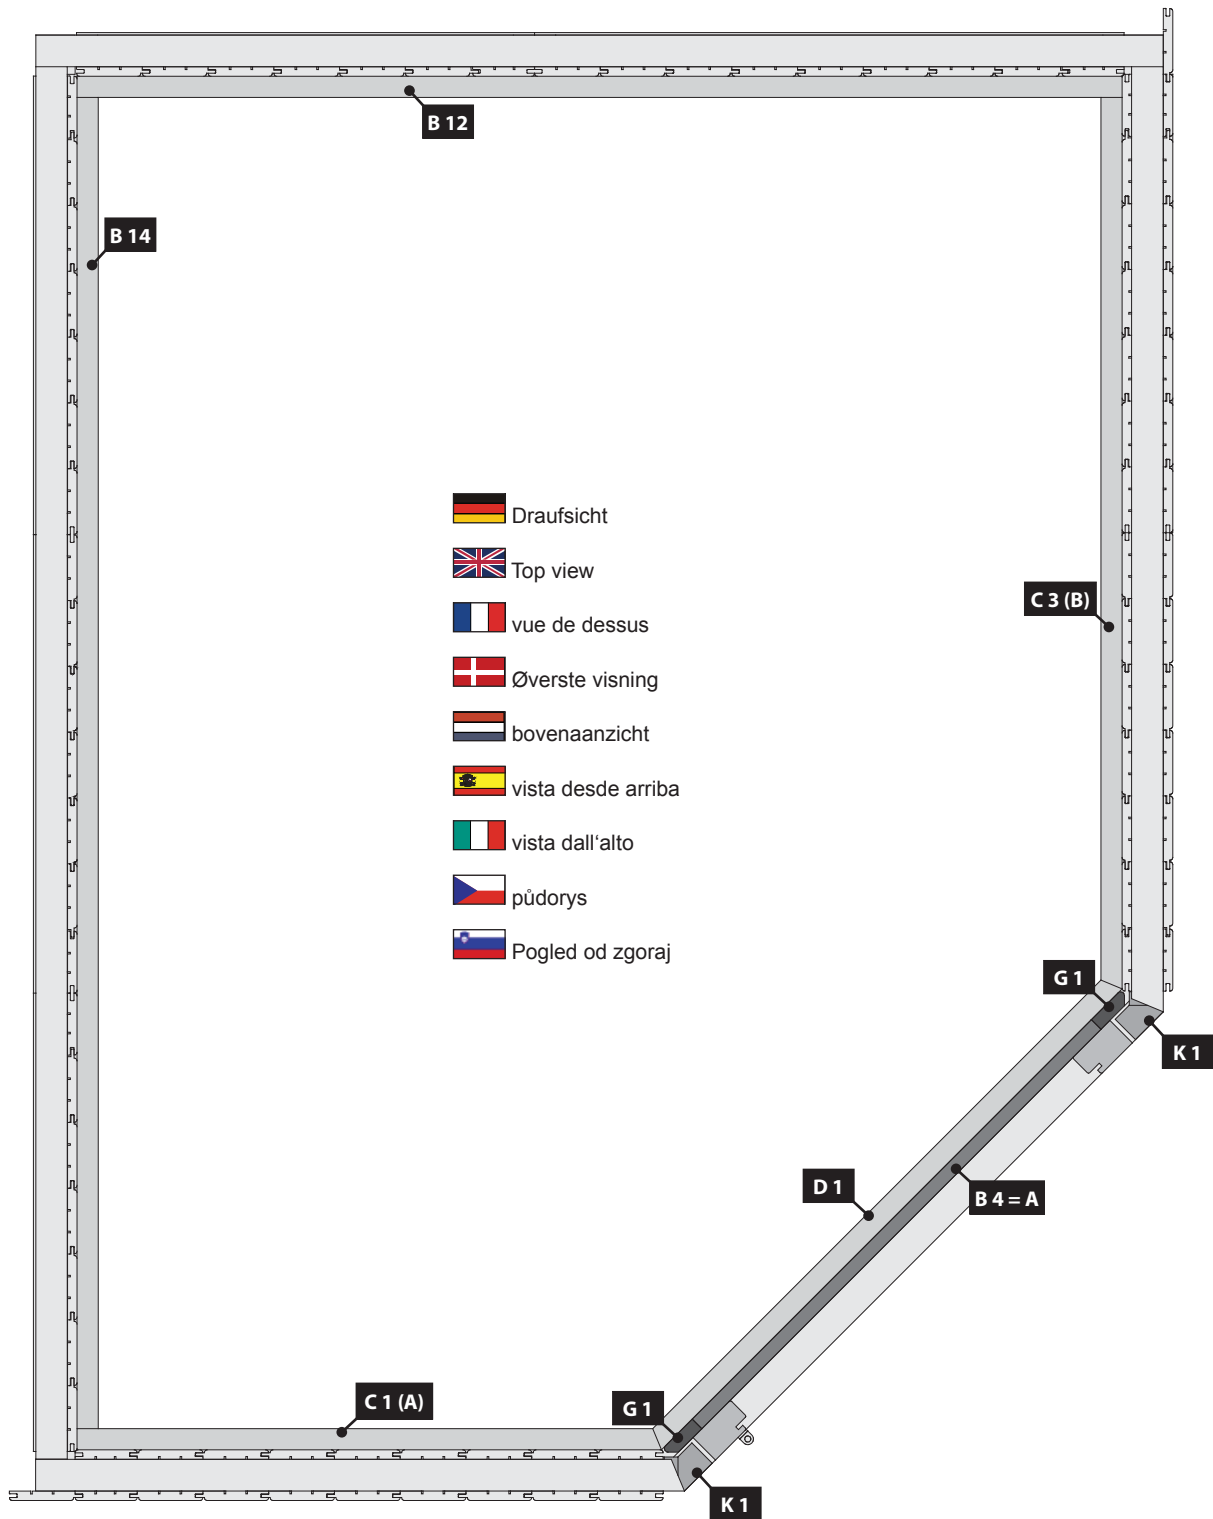 B 12
B 14
Draufsicht
Top view
vue de dessus
C 3 (B)
Øverste visning
bovenaanzicht
vista desde arriba
vista dall‘alto
půdorys
Pogled od zgoraj
G 1
K 1
D 1
B 4 = A
C 1 (A)
G 1
K 1